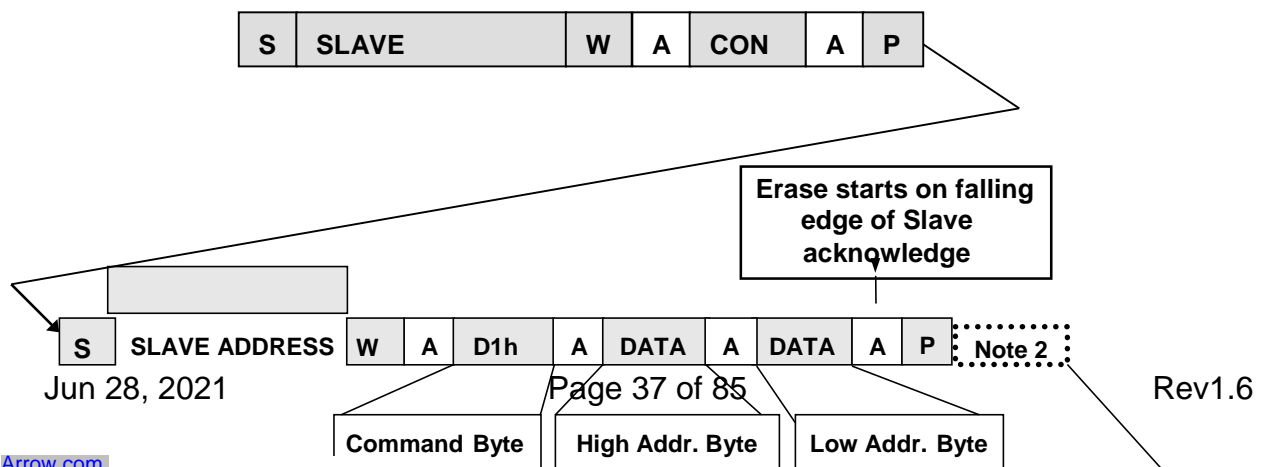 S SLAVE W A CON A P
Erase starts on falling
edge of Slave
acknowledge
S SLAVE ADDRESS W A D1h A DATA A DATA A P Note 2
Jun 28, 2021 Page 37 of 85 Rev1.6
Command Byte High Addr. Byte Low Addr. Byte
Arrow.com